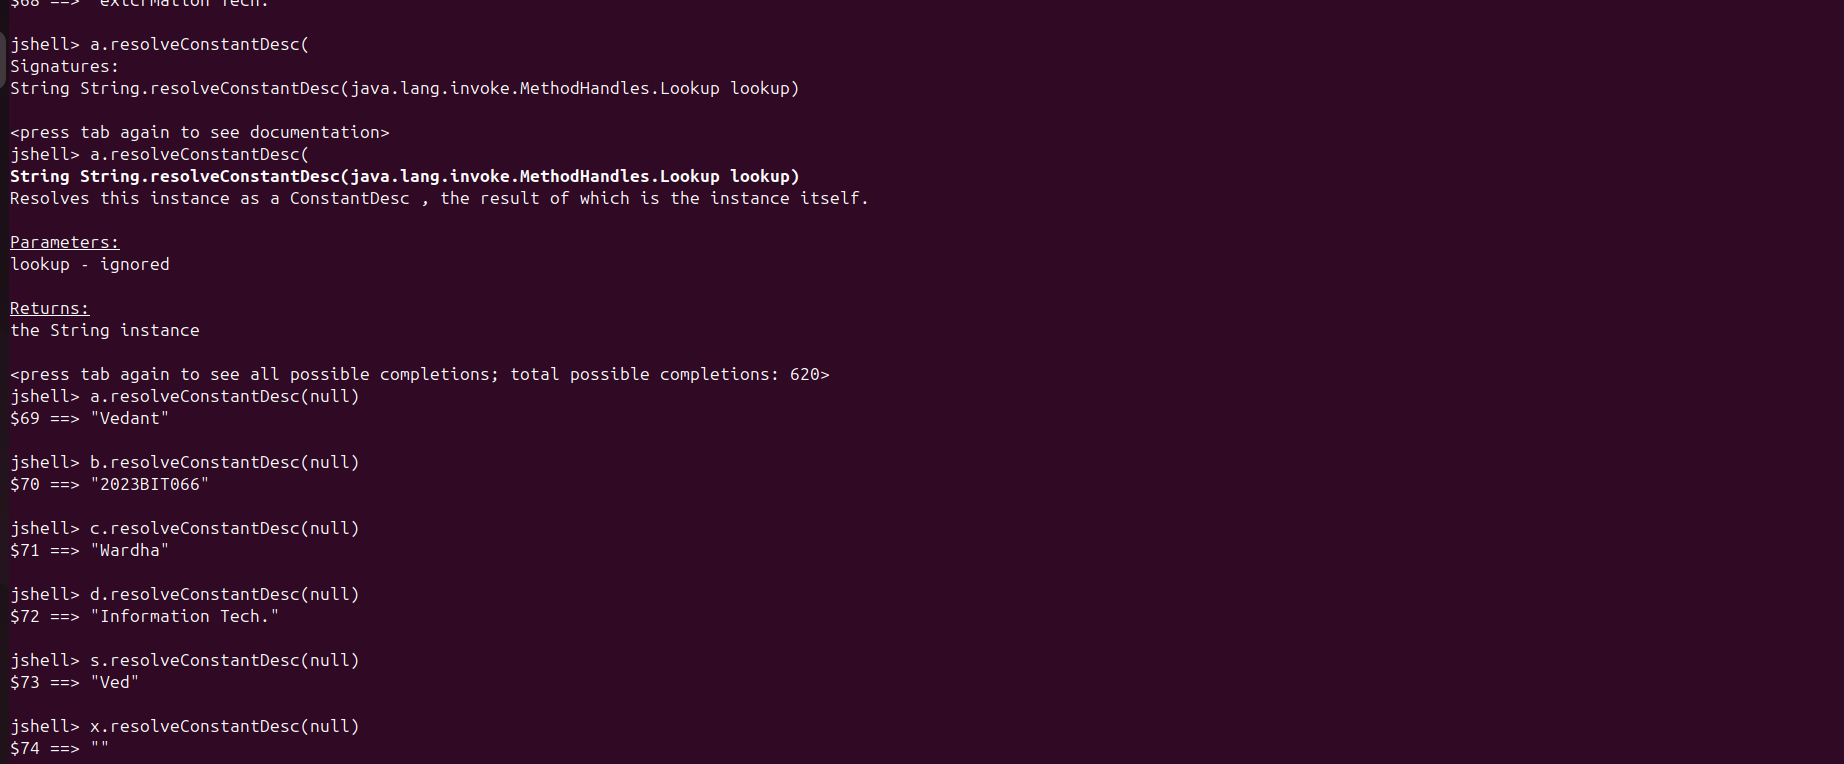 $68 ==> "extcrmation Tech."
jshell> a.resolveConstantDesc(
Signatures:
String String.resolveConstantDesc(java.lang.invoke.MethodHandles.Lookup lookup)
<press tab again to see documentation>
jshell> a.resolveConstantDesc(
String String.resolveConstantDesc(java.lang.invoke.MethodHandles.Lookup lookup)
Resolves this instance as a ConstantDesc , the result of which is the instance itself.
Parameters:
lookup - ignored
Returns:
the String instance
<press tab again to see all possible completions; total possible completions: 620>
jshell> a.resolveConstantDesc(null)
$69 ==> "Vedant"
jshell> b.resolveConstantDesc(null)
$70 ==> "2023BIT066"
jshell> c.resolveConstantDesc(null)
$71 ==> "Wardha"
jshell> d.resolveConstantDesc(null)
$72 ==> "Information Tech."
jshell> s.resolveConstantDesc(null)
$73 ==> "Ved"
jshell> x.resolveConstantDesc(null)
$74 ==> ""